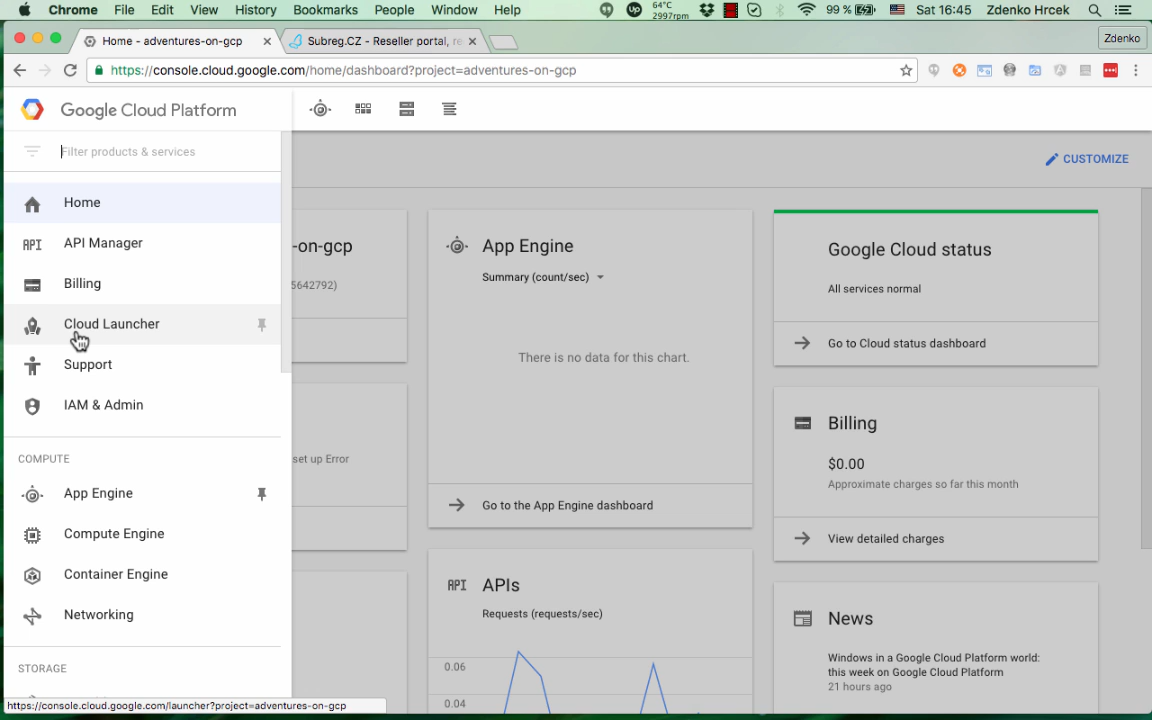 Chrome File Edit View History Bookmarks People Window Help UP 64°C 2997rpm 99 % Sat 16:45 Zdenko Hrcek
Home - adventures-on-gcp
Subreg.CZ - Reseller portal, re
Zdenko
https://console.cloud.google.com/home/dashboard?project=adventures-on-gcp
Google Cloud Platform
Filter products & services
CUSTOMIZE
Home
API API Manager
Billing
Cloud Launcher
Support
IAM & Admin
COMPUTE
App Engine
Compute Engine
Container Engine
Networking
STORAGE
https://console.cloud.google.com/launcher?project=adventures-on-gcp
-on-gcp
5642792)
set up Error
App Engine
Summary (count/sec)
There is no data for this chart.
Go to the App Engine dashboard
API APIs
Requests (requests/sec)
0.06
0.04
Google Cloud status
All services normal
Go to Cloud status dashboard
Billing
$0.00
Approximate charges so far this month
View detailed charges
News
Windows in a Google Cloud Platform world:
this week on Google Cloud Platform
21 hours ago